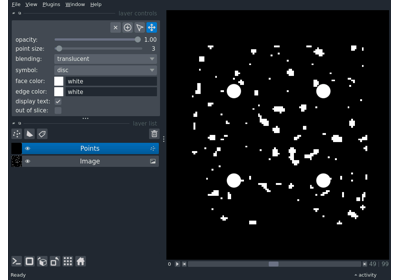 File View Plugins Window Help
layer controls
opacity: 1.00
point size: 3
blending: translucent
symbol: disc
face color: white
edge color: white
display text:
out of slice:
layer list
Points
Image
0 49 99
Ready activity